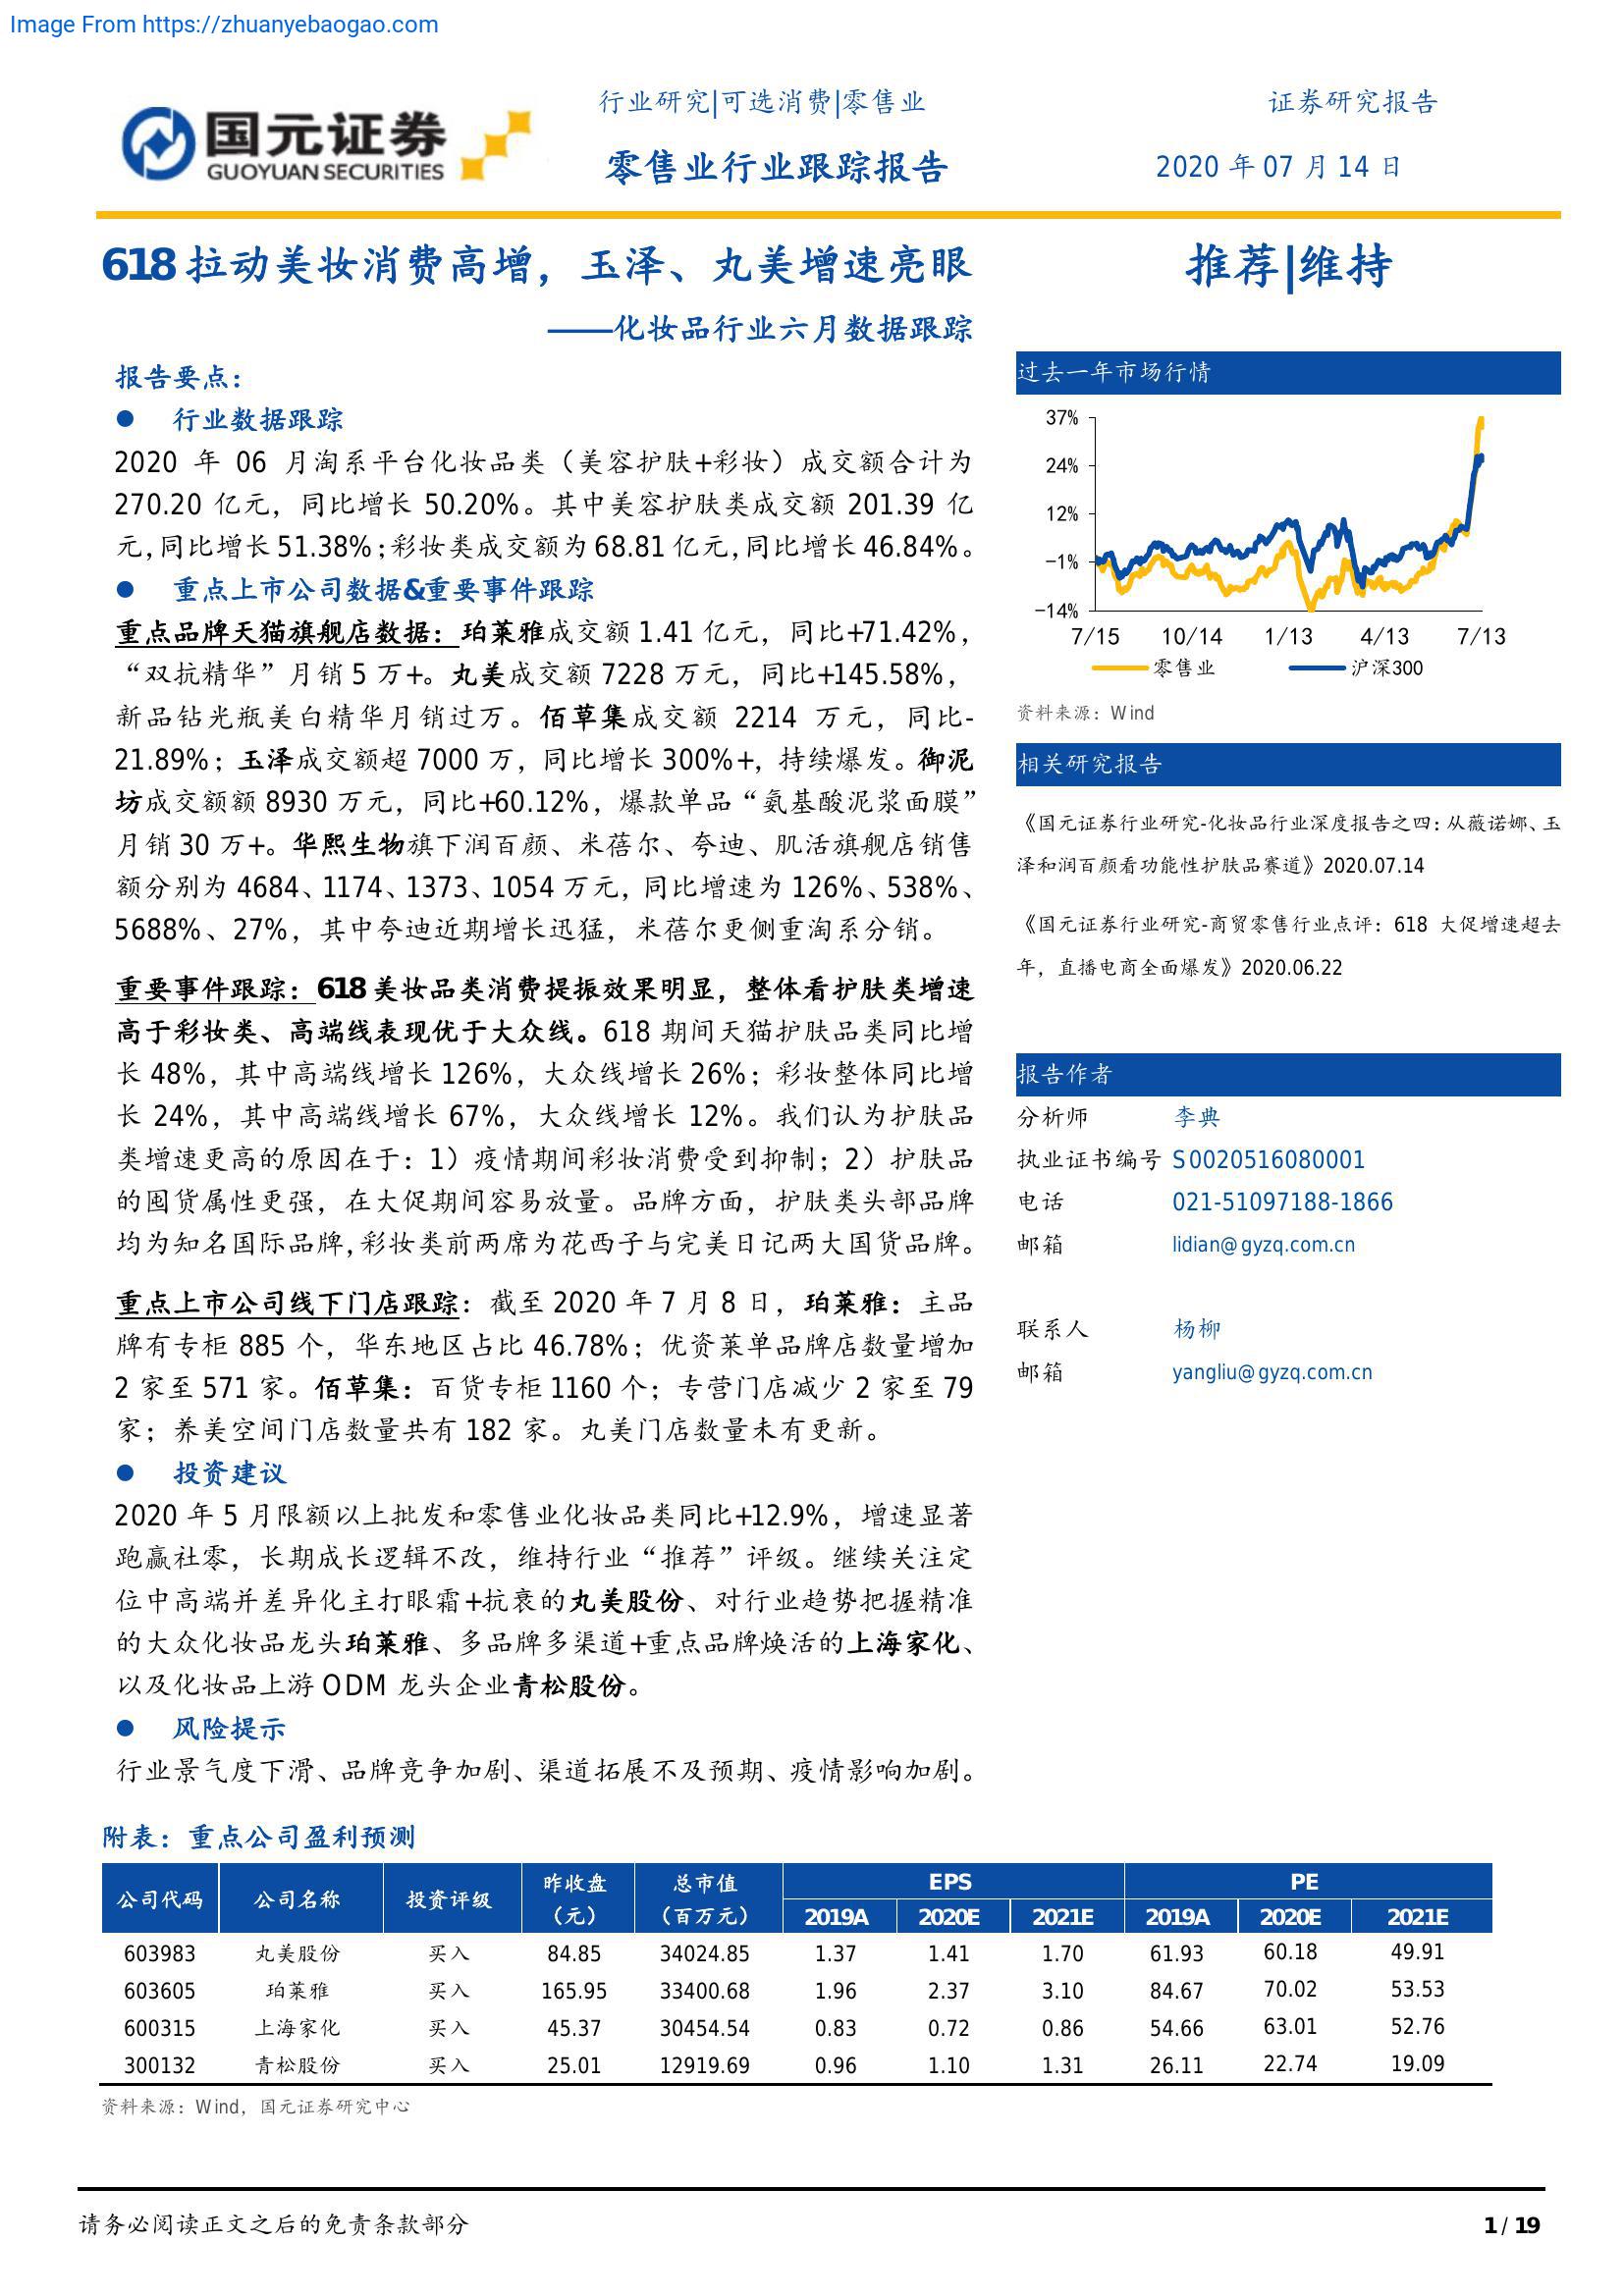 Image From https://zhuanyebaogao.com
国元证券
GUOYUAN SECURITIES
行业研究|可选消费|零售业
证券研究报告
零售业行业跟踪报告
2020 年 07 月 14 日
618 拉动美妆消费高增，玉泽、丸美增速亮眼
——化妆品行业六月数据跟踪
报告要点：
● 行业数据跟踪
2020 年 06 月淘系平台化妆品类（美容护肤+彩妆）成交额合计为
270.20 亿元，同比增长 50.20%。其中美容护肤类成交额 201.39 亿
元，同比增长 51.38%；彩妆类成交额为 68.81 亿元，同比增长 46.84%。
● 重点上市公司数据&重要事件跟踪
重点品牌天猫旗舰店数据：珀莱雅成交额 1.41 亿元，同比+71.42%，
“双抗精华”月销 5 万+。丸美成交额 7228 万元，同比+145.58%，
新品钻光瓶美白精华月销过万。佰草集成交额 2214 万元，同比-
21.89%；玉泽成交额超 7000 万，同比增长 300%+，持续爆发。御泥
坊成交额额 8930 万元，同比+60.12%，爆款单品“氨基酸泥浆面膜”
月销 30 万+。华熙生物旗下润百颜、米蓓尔、夸迪、肌活旗舰店销售
额分别为 4684、1174、1373、1054 万元，同比增速为 126%、538%、
5688%、27%，其中夸迪近期增长迅猛，米蓓尔更侧重淘系分销。
重要事件跟踪：618 美妆品类消费提振效果明显，整体看护肤类增速
高于彩妆类、高端线表现优于大众线。618 期间天猫护肤品类同比增
长 48%，其中高端线增长 126%，大众线增长 26%；彩妆整体同比增
长 24%，其中高端线增长 67%，大众线增长 12%。我们认为护肤品
类增速更高的原因在于：1）疫情期间彩妆消费受到抑制；2）护肤品
的囤货属性更强，在大促期间容易放量。品牌方面，护肤类头部品牌
均为知名国际品牌，彩妆类前两席为花西子与完美日记两大国货品牌。
重点上市公司线下门店跟踪：截至 2020 年 7 月 8 日，珀莱雅：主品
牌有专柜 885 个，华东地区占比 46.78%；优资莱单品牌店数量增加
2 家至 571 家。佰草集：百货专柜 1160 个；专营门店减少 2 家至 79
家；养美空间门店数量共有 182 家。丸美门店数量未有更新。
● 投资建议
2020 年 5 月限额以上批发和零售业化妆品类同比+12.9%，增速显著
跑赢社零，长期成长逻辑不改，维持行业“推荐”评级。继续关注定
位中高端并差异化主打眼霜+抗衰的丸美股份、对行业趋势把握精准
的大众化妆品龙头珀莱雅、多品牌多渠道+重点品牌焕活的上海家化、
以及化妆品上游 ODM 龙头企业青松股份。
● 风险提示
行业景气度下滑、品牌竞争加剧、渠道拓展不及预期、疫情影响加剧。
推荐|维持
过去一年市场行情
37%
24%
12%
-1%
-14%
7/15 10/14 1/13 4/13 7/13
零售业 沪深300
资料来源：Wind
相关研究报告
《国元证券行业研究-化妆品行业深度报告之四：从薇诺娜、玉
泽和润百颜看功能性护肤品赛道》2020.07.14
《国元证券行业研究-商贸零售行业点评：618 大促增速超去
年，直播电商全面爆发》2020.06.22
报告作者
分析师 李典
执业证书编号 S0020516080001
电话 021-51097188-1866
邮箱 lidian@gyzq.com.cn
联系人 杨柳
邮箱 yangliu@gyzq.com.cn
附表：重点公司盈利预测
公司代码 公司名称 投资评级 昨收盘（元） 总市值（百万元） EPS PE
2019A 2020E 2021E 2019A 2020E 2021E
603983 丸美股份 买入 84.85 34024.85 1.37 1.41 1.70 61.93 60.18 49.91
603605 珀莱雅 买入 165.95 33400.68 1.96 2.37 3.10 84.67 70.02 53.53
600315 上海家化 买入 45.37 30454.54 0.83 0.72 0.86 54.66 63.01 52.76
300132 青松股份 买入 25.01 12919.69 0.96 1.10 1.31 26.11 22.74 19.09
资料来源：Wind，国元证券研究中心
请务必阅读正文之后的免责条款部分
1 / 19